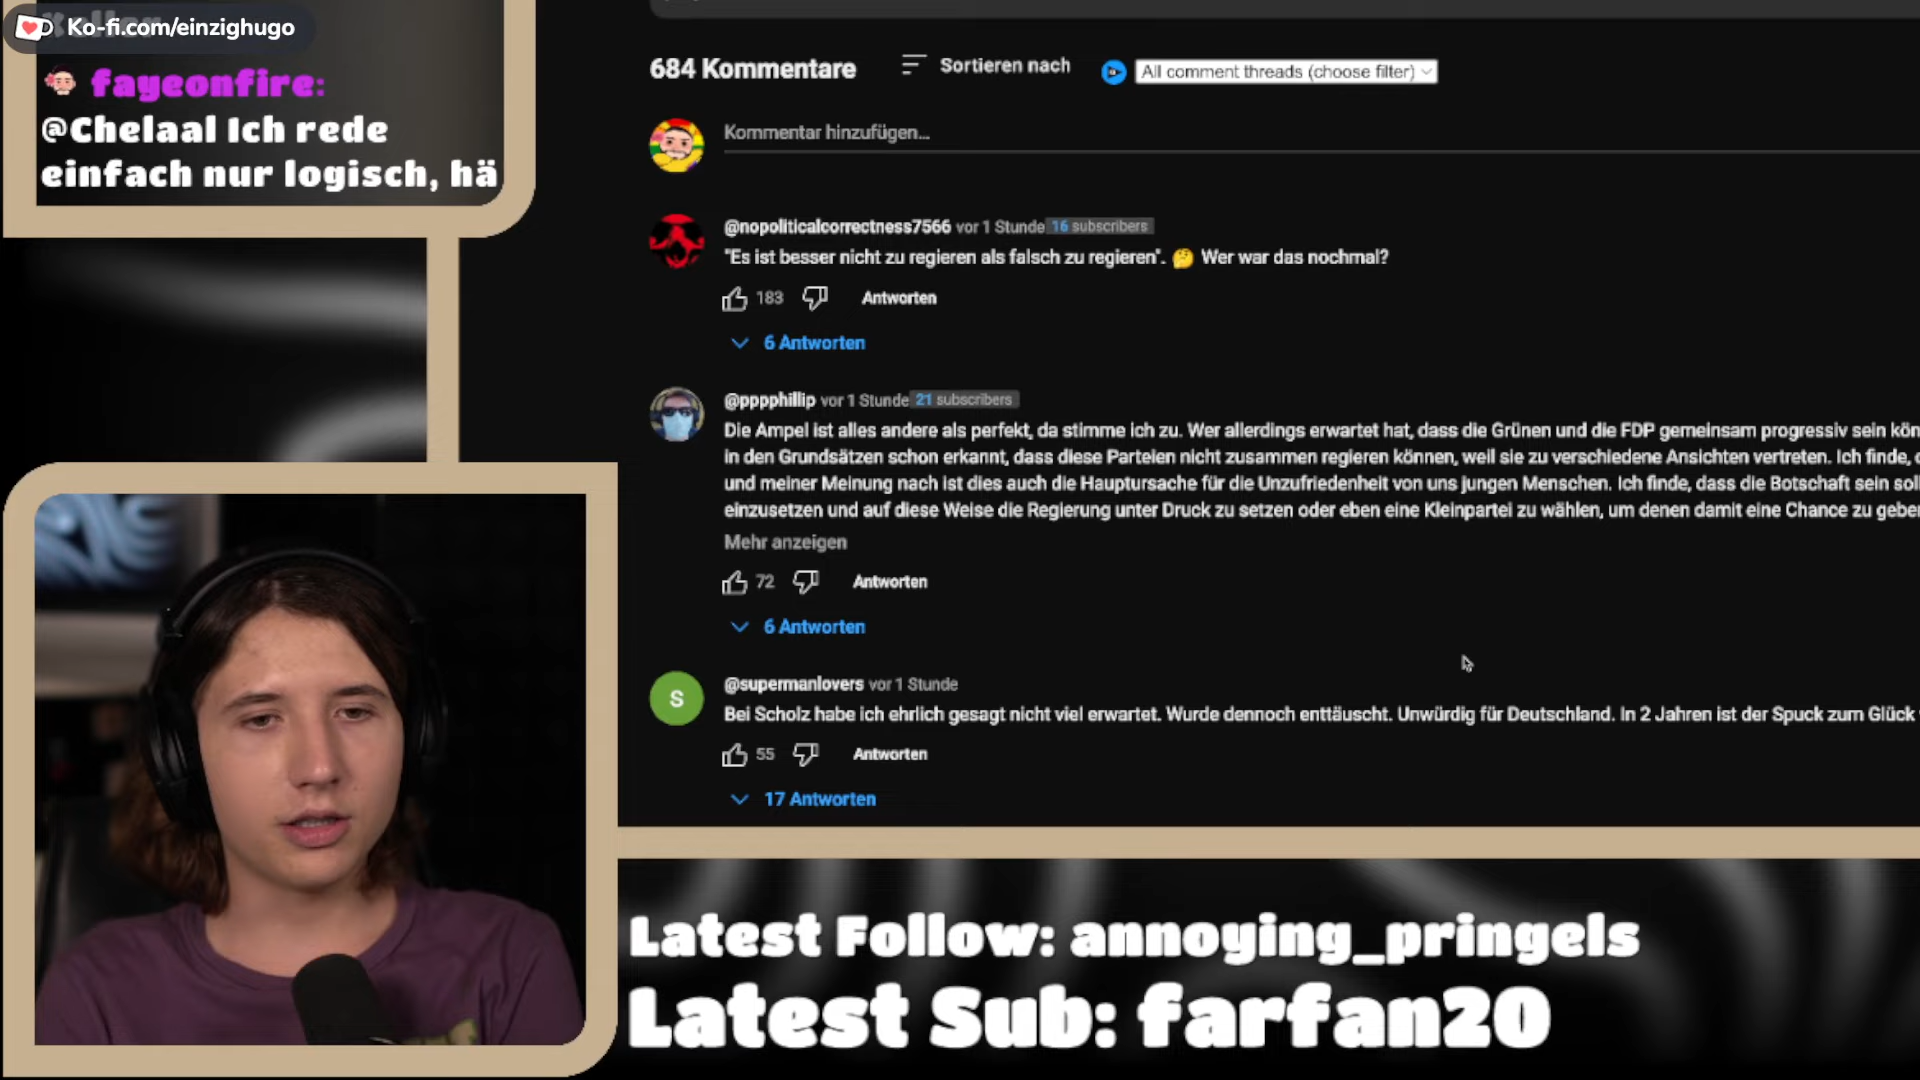 Ko-fi.com/einzighugo
fayeonfire:
@Chelaal Ich rede
einfach nur logisch, hä
684 Kommentare
Sortieren nach
All comment threads (choose filter)
Kommentar hinzufügen...
@nopoliticalcorrectness7566 vor 1 Stunde 16 subscribers
"Es ist besser nicht zu regieren als falsch zu regieren". 🤔 Wer war das nochmal?
183 Antworten
6 Antworten
@pppphillip vor 1 Stunde 21 subscribers
Die Ampel ist alles andere als perfekt, da stimme ich zu. Wer allerdings erwartet hat, dass die Grünen und die FDP gemeinsam progressiv sein kön
in den Grundsätzen schon erkannt, dass diese Parteien nicht zusammen regieren können, weil sie zu verschiedene Ansichten vertreten. Ich finde,
und meiner Meinung nach ist dies auch die Hauptursache für die Unzufriedenheit von uns jungen Menschen. Ich finde, dass die Botschaft sein soll
einzusetzen und auf diese Weise die Regierung unter Druck zu setzen oder eben eine Kleinpartei zu wählen, um denen damit eine Chance zu geben
Mehr anzeigen
72 Antworten
6 Antworten
S
@supermanlovers vor 1 Stunde
Bei Scholz habe ich ehrlich gesagt nicht viel erwartet. Wurde dennoch enttäuscht. Unwürdig für Deutschland. In 2 Jahren ist der Spuck zum Glück
55 Antworten
17 Antworten
Latest Follow: annoying_pringels
Latest Sub: farfan20